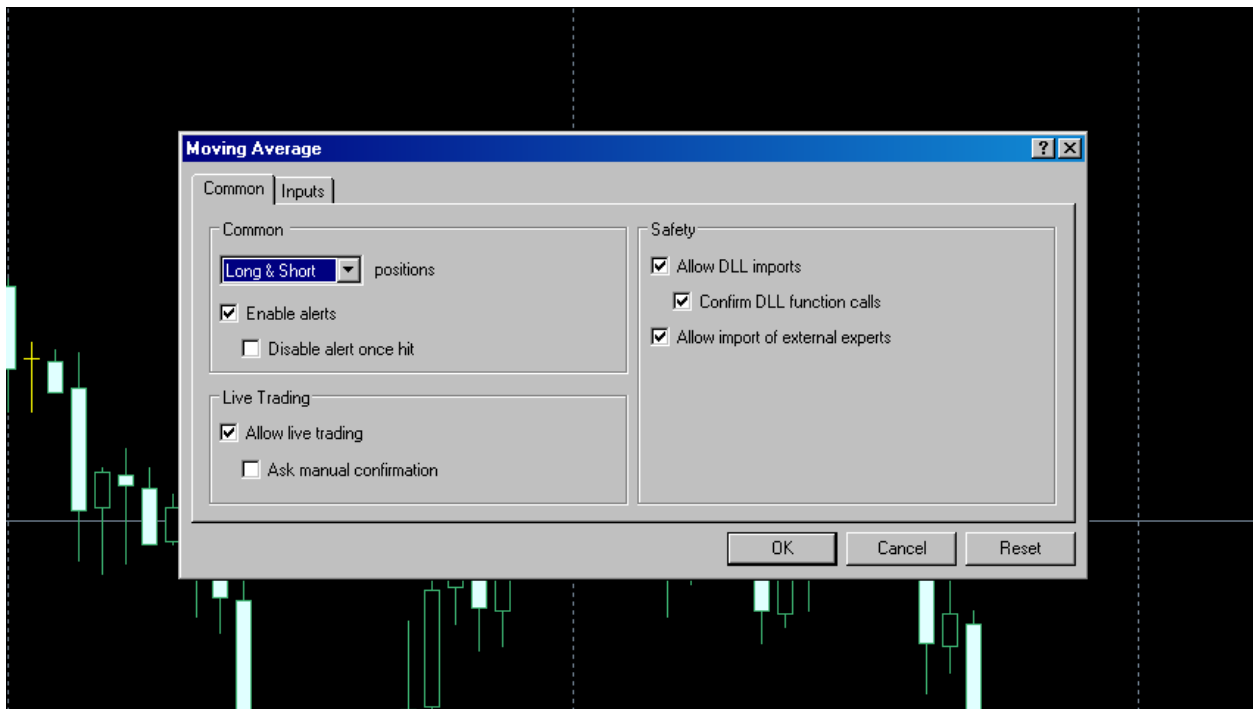 Moving Average
Common Inputs
Common
Long & Short positions
Enable alerts
Disable alert once hit
Live Trading
Allow live trading
Ask manual confirmation
Safety
Allow DLL imports
Confirm DLL function calls
Allow import of external experts
OK Cancel Reset